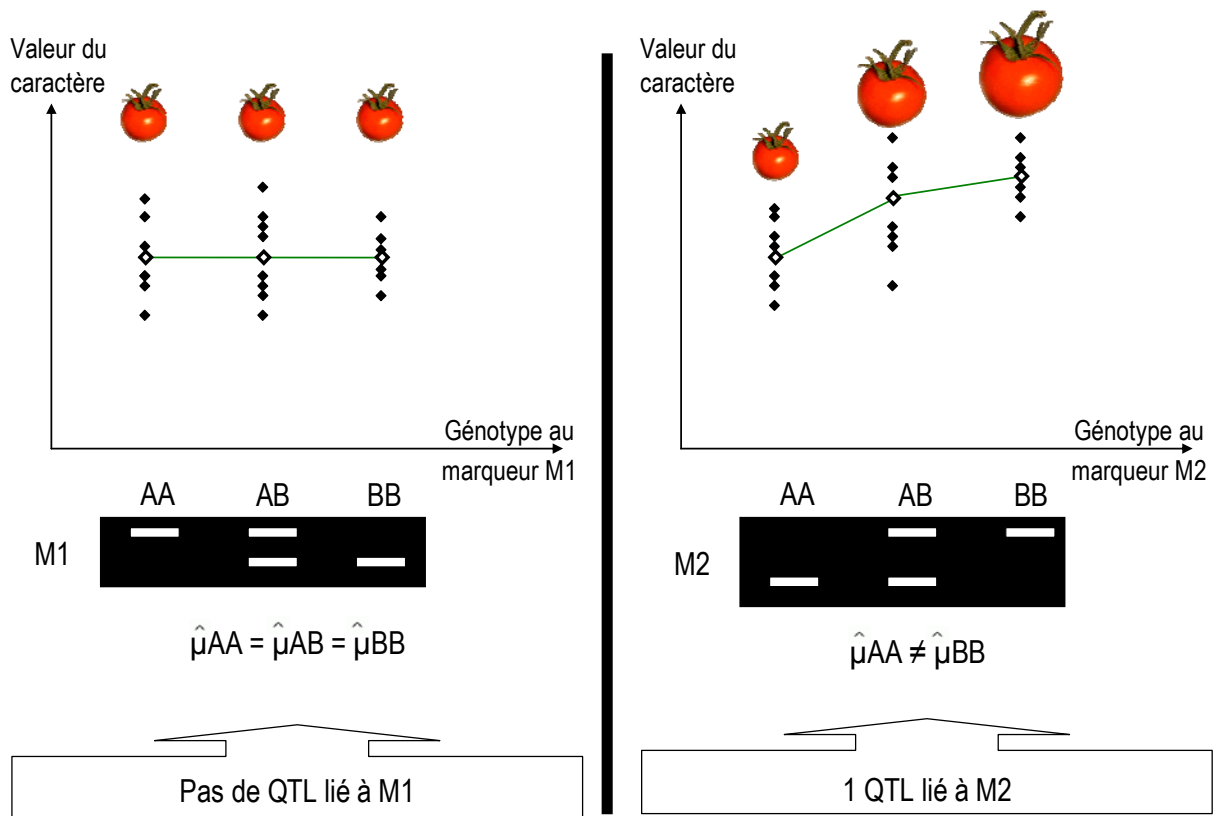 Valeur du
caractère
Génotype au
marqueur M1
AA AB BB
M1
µ̂AA = µ̂AB = µ̂BB
Pas de QTL lié à M1
Valeur du
caractère
Génotype au
marqueur M2
AA AB BB
M2
µ̂AA ≠ µ̂BB
1 QTL lié à M2